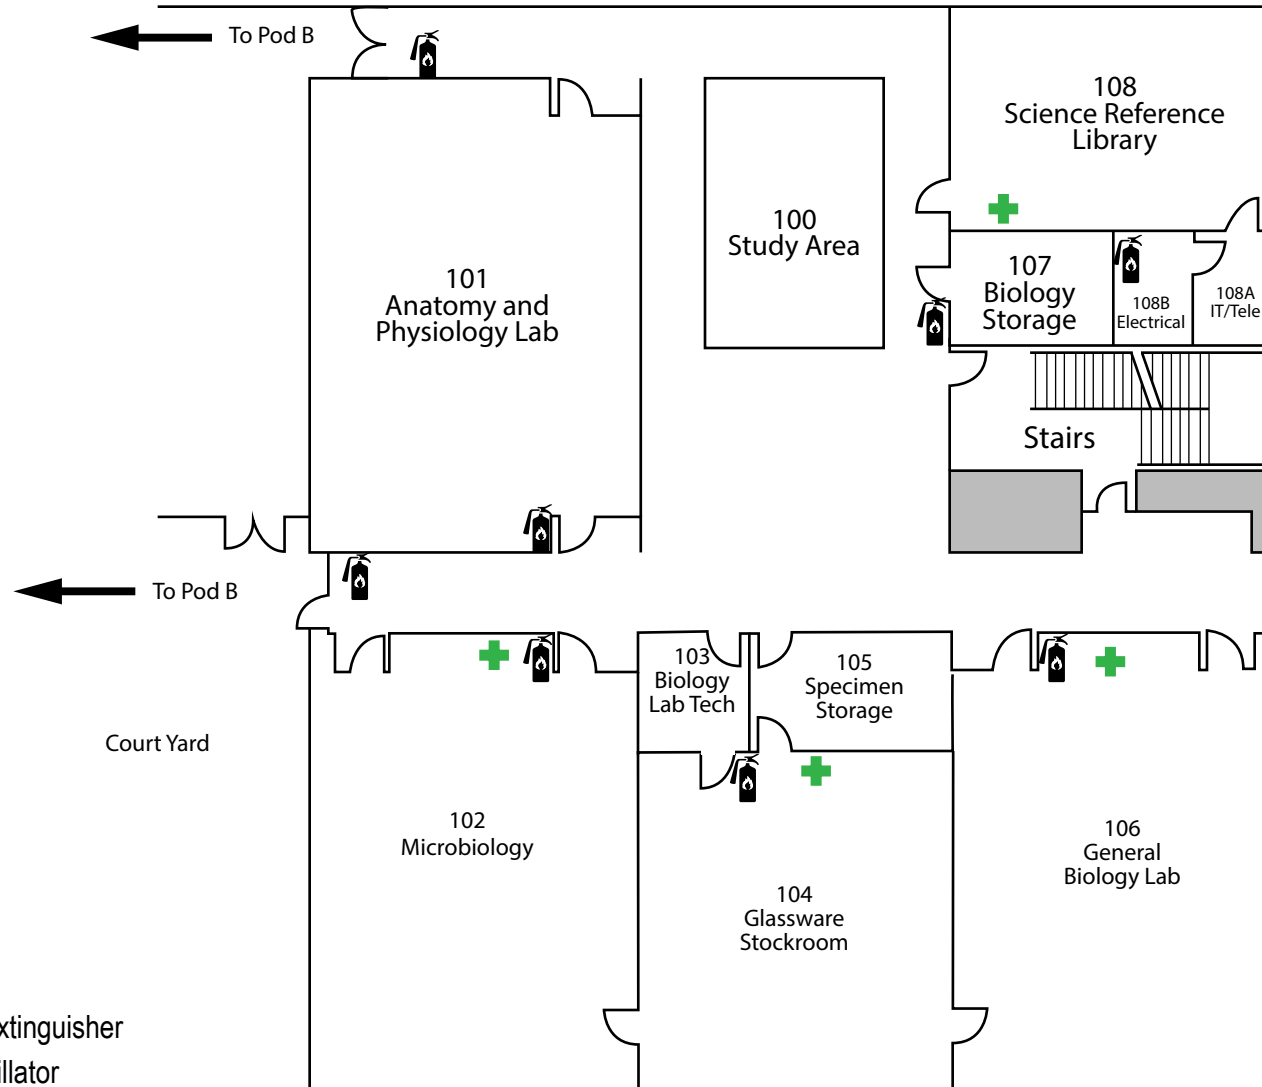 To Pod B
108
Science Reference
Library
100
Study Area
101
Anatomy and
Physiology Lab
107
Biology
Storage
108B
Electrical
108A
IT/Tele
Stairs
To Pod B
103
Biology
Lab Tech
105
Specimen
Storage
Court Yard
102
Microbiology
106
General
Biology Lab
104
Glassware
Stockroom
xtinguisher
illator